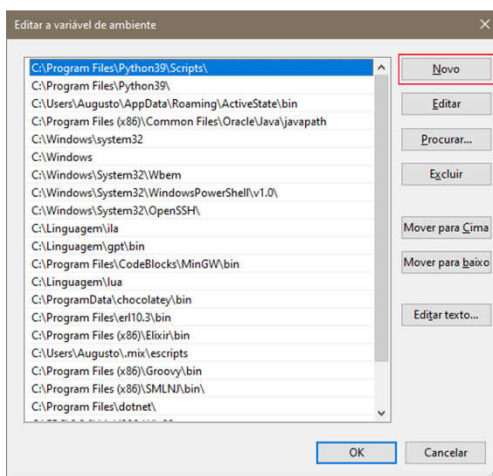 Editar a variável de ambiente
C:\Program Files\Python39\Scripts\
C:\Program Files\Python39\
C:\Users\Augusto\AppData\Roaming\ActiveState\bin
C:\Program Files (x86)\Common Files\Oracle\Java\javapath
C:\Windows\system32
C:\Windows
C:\Windows\System32\Wbem
C:\Windows\System32\WindowsPowerShell\v1.0\
C:\Windows\System32\OpenSSH\
C:\Linguagem\ila
C:\Linguagem\gpt\bin
C:\Program Files\CodeBlocks\MinGW\bin
C:\Linguagem\lua
C:\ProgramData\chocolatey\bin
C:\Program Files\erl10.3\bin
C:\Program Files (x86)\Elixir\bin
C:\Users\Augusto\.mix\escripts
C:\Program Files (x86)\Groovy\bin
C:\Program Files (x86)\SMLNJ\bin\
C:\Program Files\dotnet\
Novo
Editar
Procurar...
Excluir
Mover para Cima
Mover para baixo
Editar texto...
OK
Cancelar